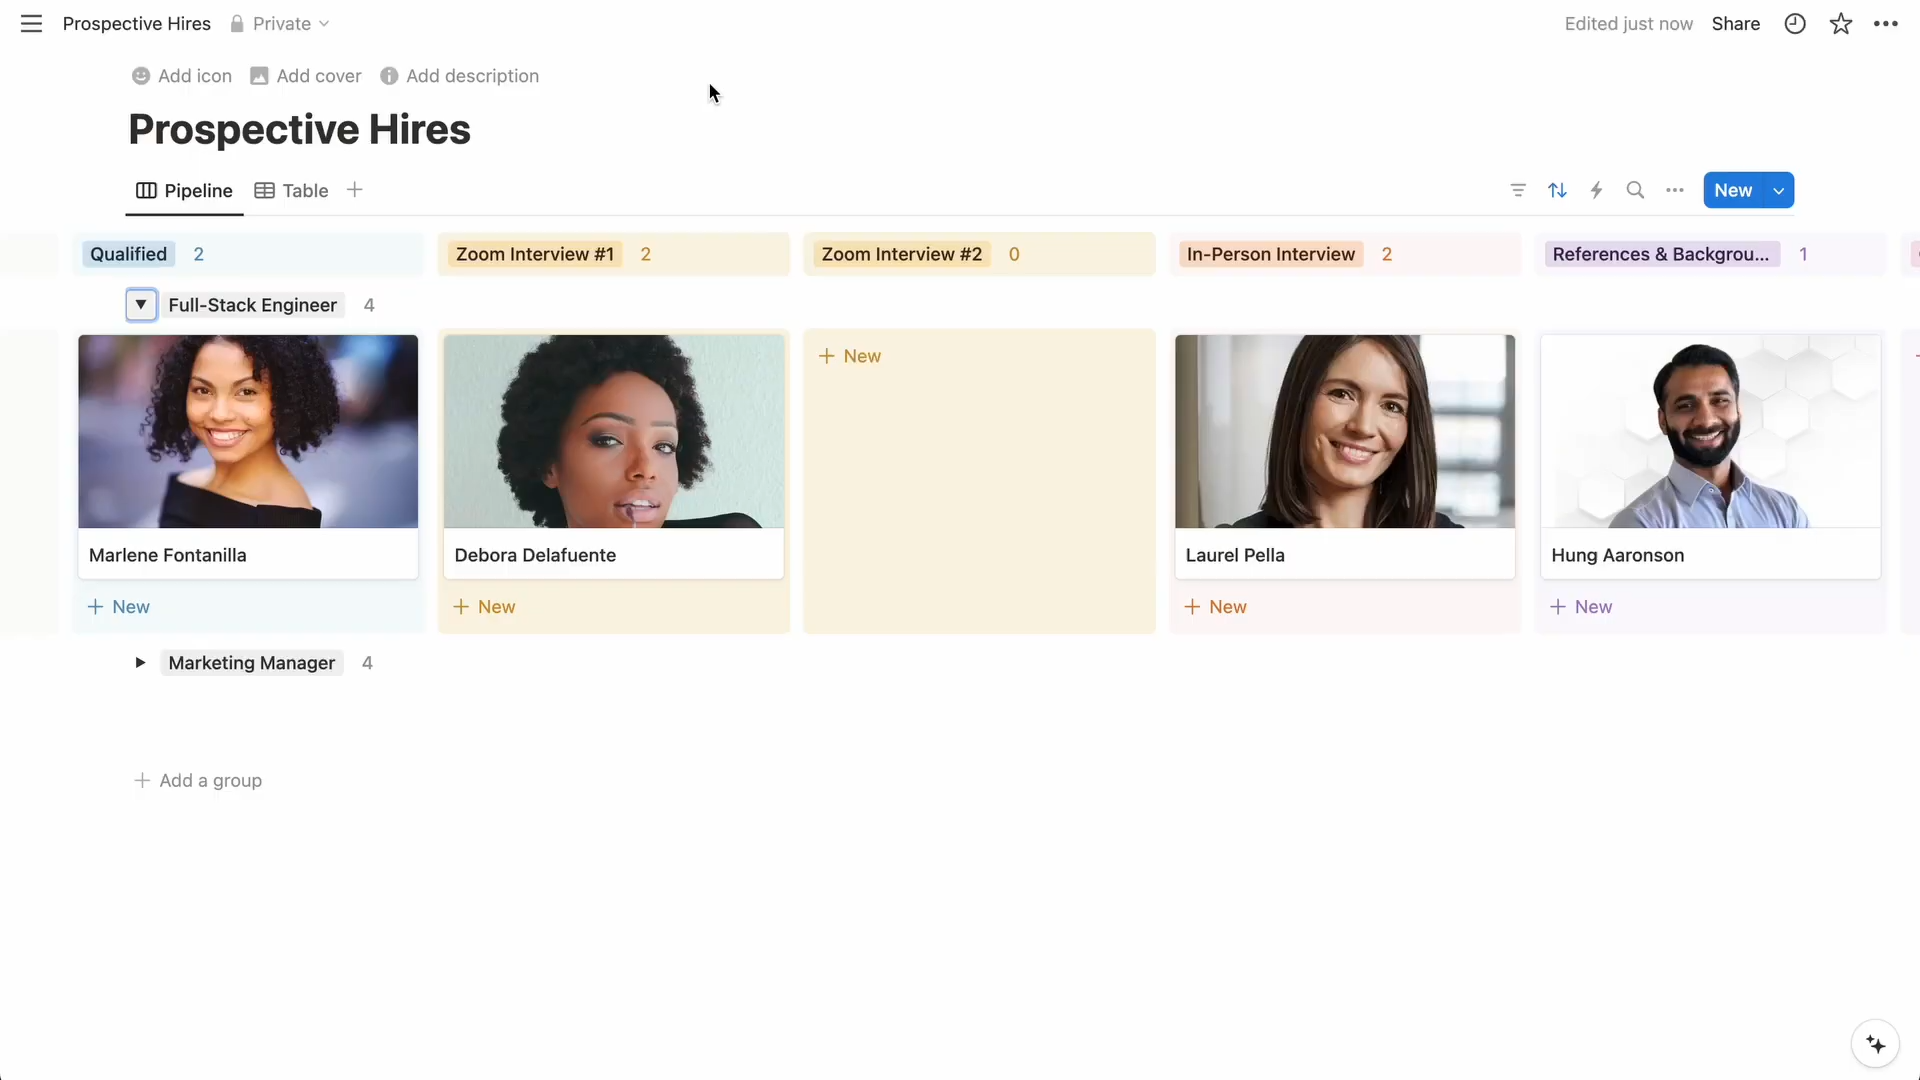 Prospective Hires Private
Edited just now Share
Add icon Add cover Add description
Prospective Hires
Pipeline Table
New
Qualified 2
Zoom Interview #1 2
Zoom Interview #2 0
In-Person Interview 2
References & Backgrou... 1
Full-Stack Engineer 4
Marlene Fontanilla
+ New
Debora Delafuente
+ New
+ New
Laurel Pella
+ New
Hung Aaronson
+ New
Marketing Manager 4
+ Add a group